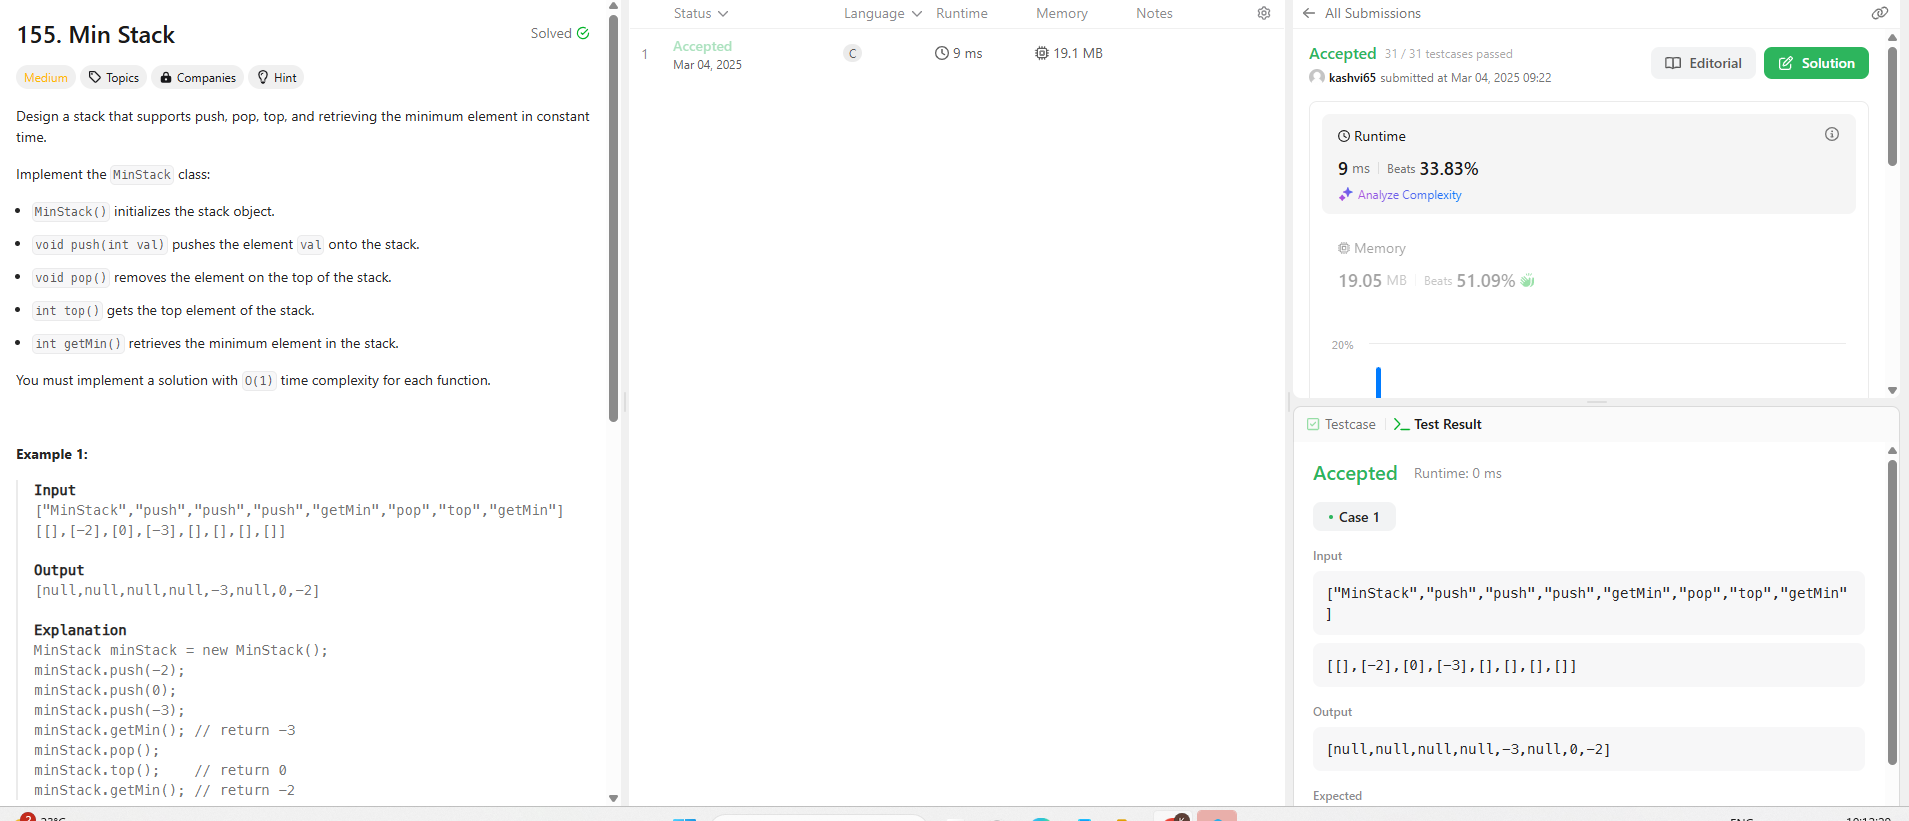 155. Min Stack
Solved
Medium
Topics
Companies
Hint
Design a stack that supports push, pop, top, and retrieving the minimum element in constant
time.
Implement the MinStack class:
• MinStack() initializes the stack object.
• void push(int val) pushes the element val onto the stack.
• void pop() removes the element on the top of the stack.
• int top() gets the top element of the stack.
• int getMin() retrieves the minimum element in the stack.
You must implement a solution with O(1) time complexity for each function.
Example 1:
Input
["MinStack","push","push","push","getMin","pop","top","getMin"]
[[],[-2],[0],[-3],[],[],[],[]]
Output
[null,null,null,null,-3,null,0,-2]
Explanation
MinStack minStack = new MinStack();
minStack.push(-2);
minStack.push(0);
minStack.push(-3);
minStack.getMin(); // return -3
minStack.pop();
minStack.top();    // return 0
minStack.getMin(); // return -2
Status
Language
Runtime
Memory
Notes
1
Accepted
Mar 04, 2025
C
9 ms
19.1 MB
All Submissions
Accepted 31 / 31 testcases passed
kashvi65 submitted at Mar 04, 2025 09:22
Editorial
Solution
Runtime
9 ms | Beats 33.83%
Analyze Complexity
Memory
19.05 MB | Beats 51.09%
20%
Testcase
>_ Test Result
Accepted Runtime: 0 ms
• Case 1
Input
["MinStack","push","push","push","getMin","pop","top","getMin"
]
[[],[-2],[0],[-3],[],[],[],[]]
Output
[null,null,null,null,-3,null,0,-2]
Expected